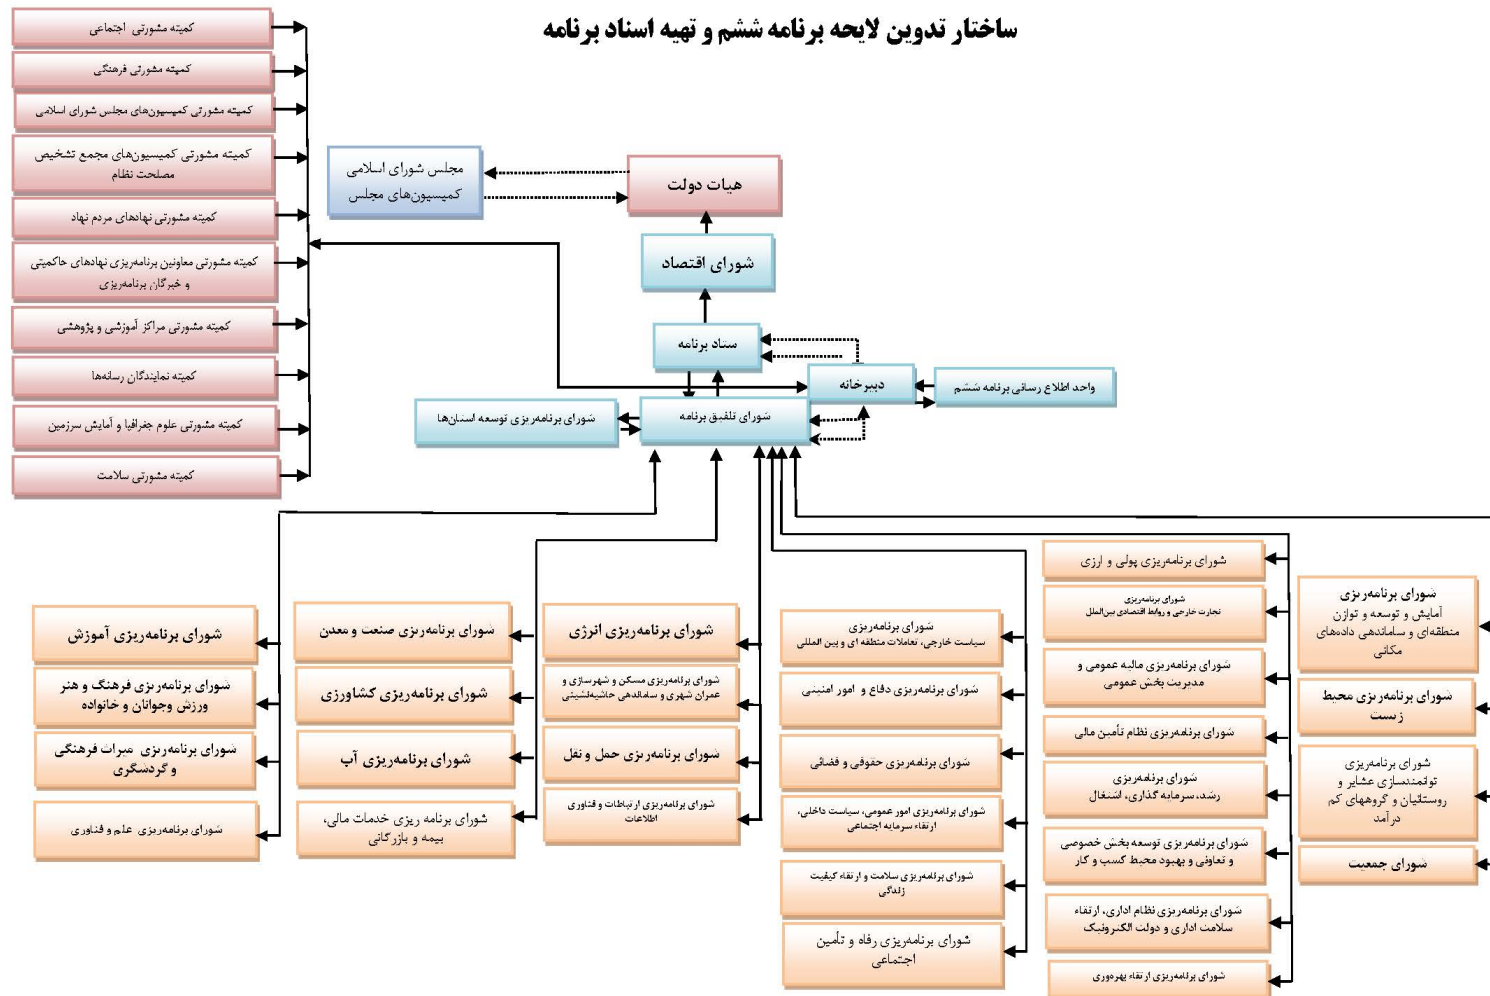 ساختار تدوین لایحه برنامه ششم و تهیه اسناد برنامه
کمیته مشورتی اجتماعی
کمیته مشورتی فرهنگی
کمیته مشورتی کمیسیون‌های مجلس شورای اسلامی
کمیته مشورتی کمیسیون‌های مجمع تشخیص
مصلحت نظام
کمیته مشورتی نهادهای مردم نهاد
کمیته مشورتی معاونین برنامه‌ریزی نهادهای حاکمیتی
و خبرگان برنامه‌ریزی
کمیته مشورتی مراکز آموزشی و پژوهشی
کمیته نمایندگان رسانه‌ها
کمیته مشورتی علوم جغرافیا و آمایش سرزمین
کمیته مشورتی سلامت
هیات دولت
مجلس شورای اسلامی
کمیسیون‌های مجلس
شورای اقتصاد
ستاد برنامه
دبیرخانه
واحد اطلاع رسانی برنامه ششم
شورای تلفیق برنامه
شورای برنامه‌ریزی توسعه استان‌ها
شورای برنامه‌ریزی
آمایش و توسعه و توازن
منطقه‌ای و ساماندهی داده‌های
مکانی
شورای برنامه‌ریزی محیط
زیست
شورای برنامه‌ریزی
توانمندسازی عشایر و
روستائیان و گروههای کم
درآمد
شورای جمعیت
شورای برنامه‌ریزی پولی و ارزی
شورای برنامه‌ریزی
تجارت خارجی و روابط اقتصادی بین‌الملل
شورای برنامه‌ریزی مالیه عمومی و
مدیریت بخش عمومی
شورای برنامه‌ریزی نظام تأمین مالی
شورای برنامه‌ریزی
رشد، سرمایه گذاری، اشتغال
شورای برنامه‌ریزی توسعه بخش خصوصی
و تعاونی و بهبود محیط کسب و کار
شورای برنامه‌ریزی نظام اداری، ارتقاء
سلامت اداری و دولت الکترونیک
شورای برنامه‌ریزی ارتقاء بهره‌وری
شورای برنامه‌ریزی
سیاست خارجی، تعاملات منطقه ای و بین المللی
شورای برنامه‌ریزی دفاع و امور امنیتی
شورای برنامه‌ریزی حقوقی و قضائی
شورای برنامه‌ریزی امور عمومی، سیاست داخلی،
ارتقاء سرمایه اجتماعی
شورای برنامه‌ریزی سلامت و ارتقاء کیفیت
زندگی
شورای برنامه‌ریزی رفاه و تأمین
اجتماعی
شورای برنامه‌ریزی انرژی
شورای برنامه‌ریزی مسکن و شهرسازی و
عمران شهری و ساماندهی حاشیه‌نشینی
شورای برنامه‌ریزی حمل و نقل
شورای برنامه‌ریزی ارتباطات و فناوری
اطلاعات
شورای برنامه‌ریزی صنعت و معدن
شورای برنامه‌ریزی کشاورزی
شورای برنامه‌ریزی آب
شورای برنامه ریزی خدمات مالی،
بیمه و بازرگانی
شورای برنامه‌ریزی آموزش
شورای برنامه‌ریزی فرهنگ و هنر
ورزش وجوانان و خانواده
شورای برنامه‌ریزی میراث فرهنگی
و گردشگری
شورای برنامه‌ریزی علم و فناوری